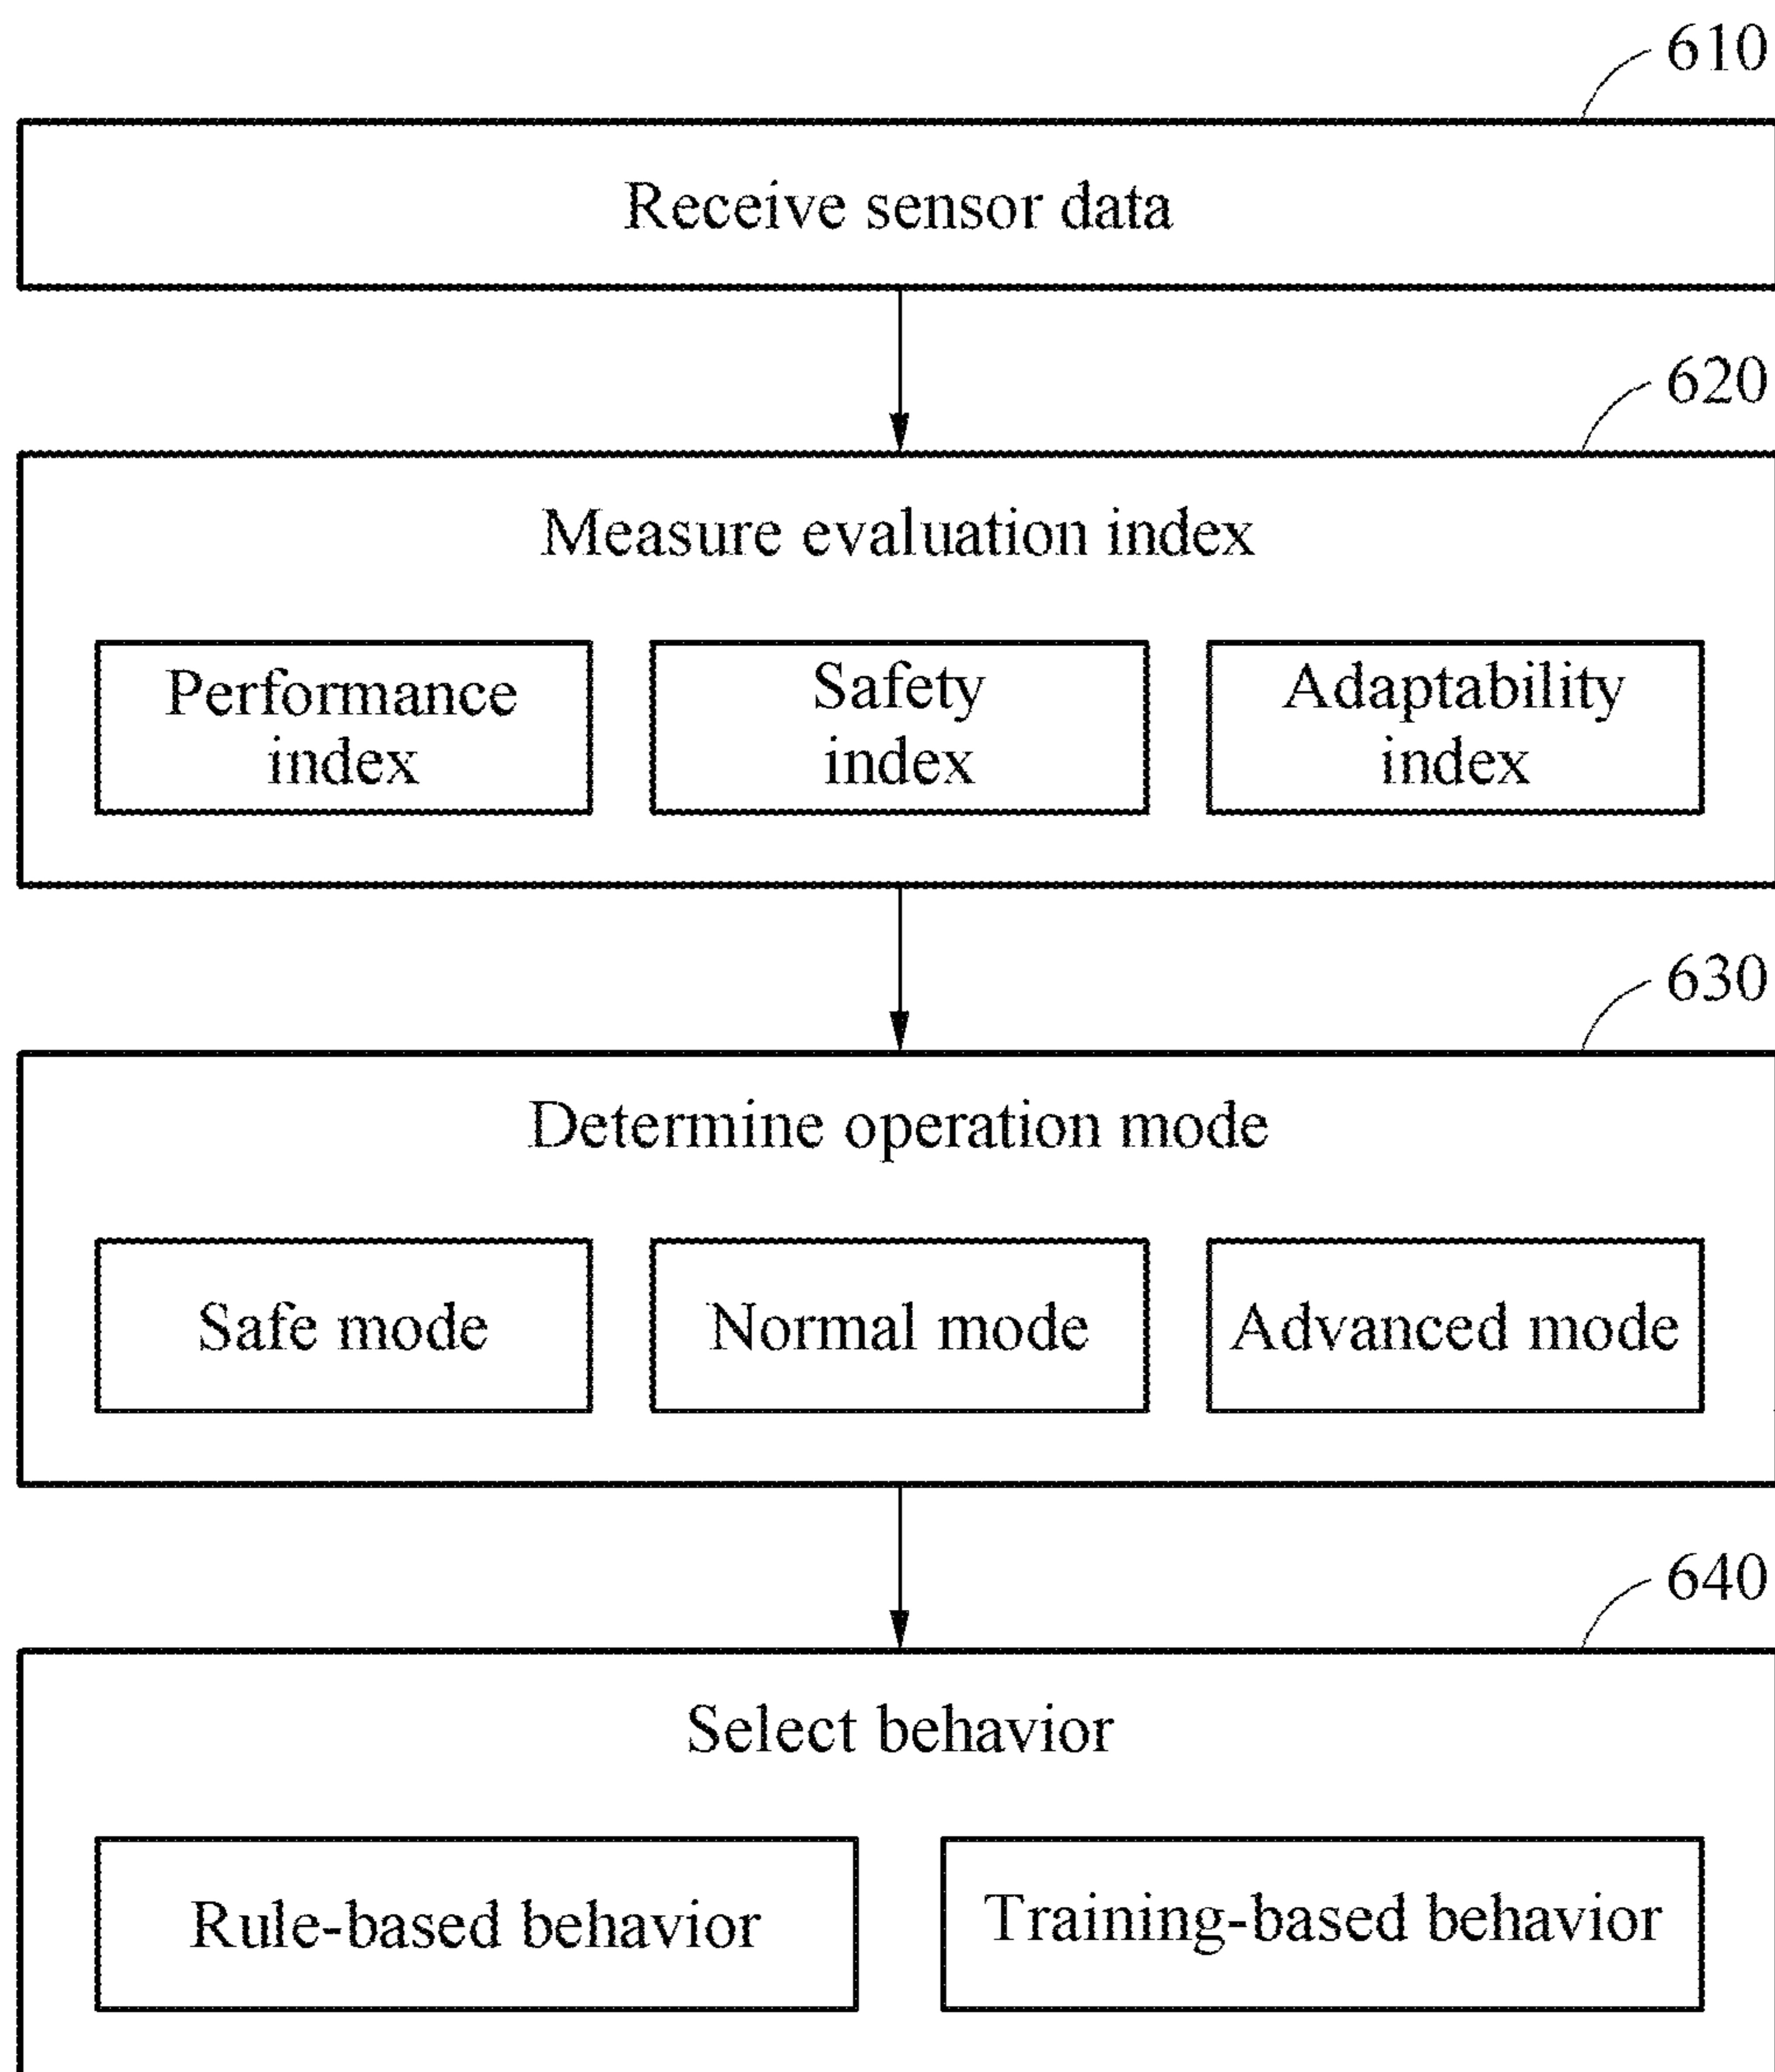 610
Receive sensor data
620
Measure evaluation index
Performance
index
Safety
index
Adaptability
index
630
Determine operation mode
Safe mode
Normal mode
Advanced mode
640
Select behavior
Rule-based behavior
Training-based behavior